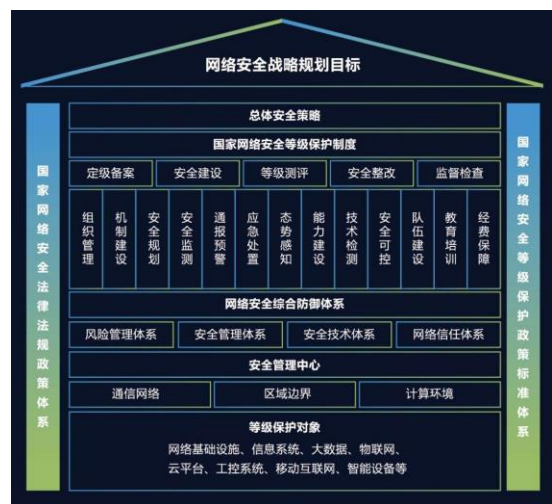 网络安全战略规划目标
国家网络安全法律法规政策体系
总体安全策略
国家网络安全等级保护制度
定级备案 安全建设 等级测评 安全整改 监督检查
组织管理 机制建设 安全规划 安全监测 通报预警 应急处置 态势感知 能力建设 技术检测 安全可控 队伍建设 教育培训 经费保障
网络安全综合防御体系
风险管理体系 安全管理体系 安全技术体系 网络信任体系
安全管理中心
通信网络 区域边界 计算环境
等级保护对象
网络基础设施、信息系统、大数据、物联网、
云平台、工控系统、移动互联网、智能设备等
国家网络安全等级保护政策标准体系